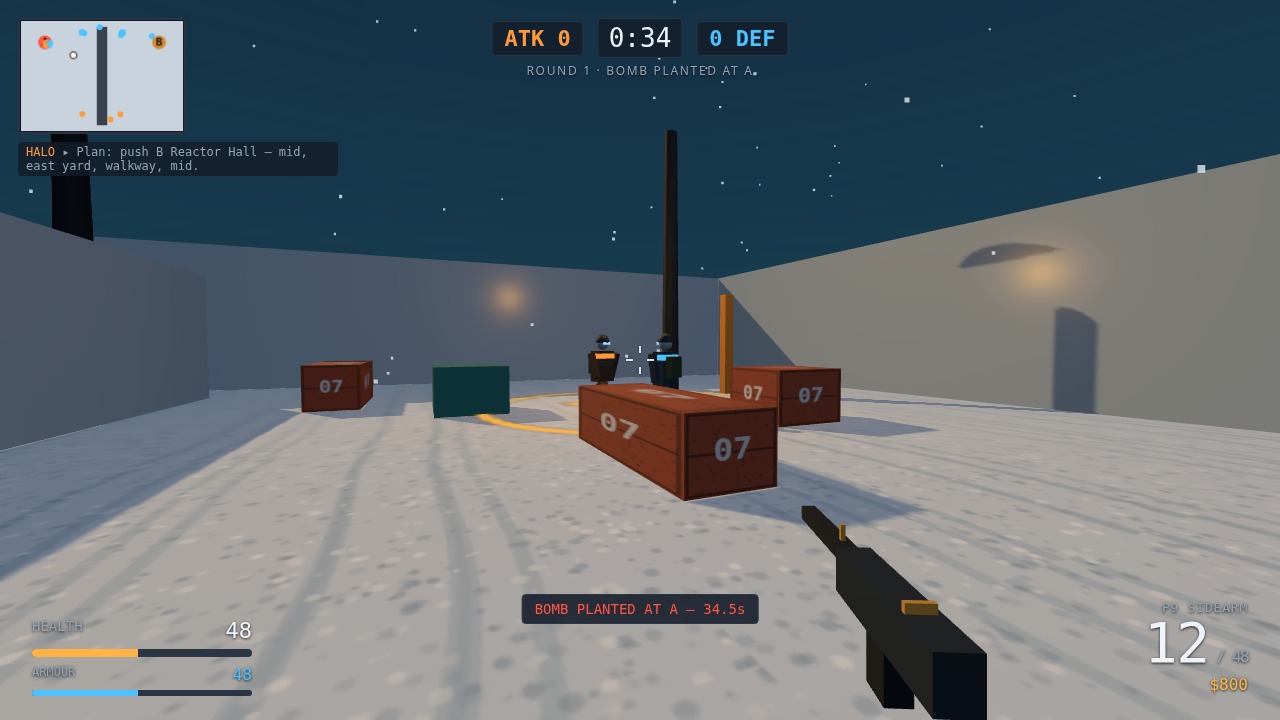 B
ATK 0
0:34
0 DEF
ROUND 1 · BOMB PLANTED AT A
HALO ▸ Plan: push B Reactor Hall — mid,
east yard, walkway, mid.
07
07
07
07
07
BOMB PLANTED AT A — 34.5s
HEALTH
48
ARMOUR
48
P9 SIDEARM
12 / 48
$800